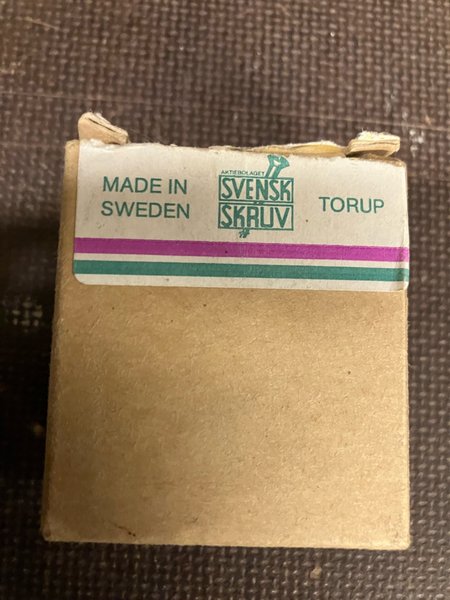 MADE IN
SWEDEN
AKTIEBOLAGET
SVENSK
SKRUV
TORUP